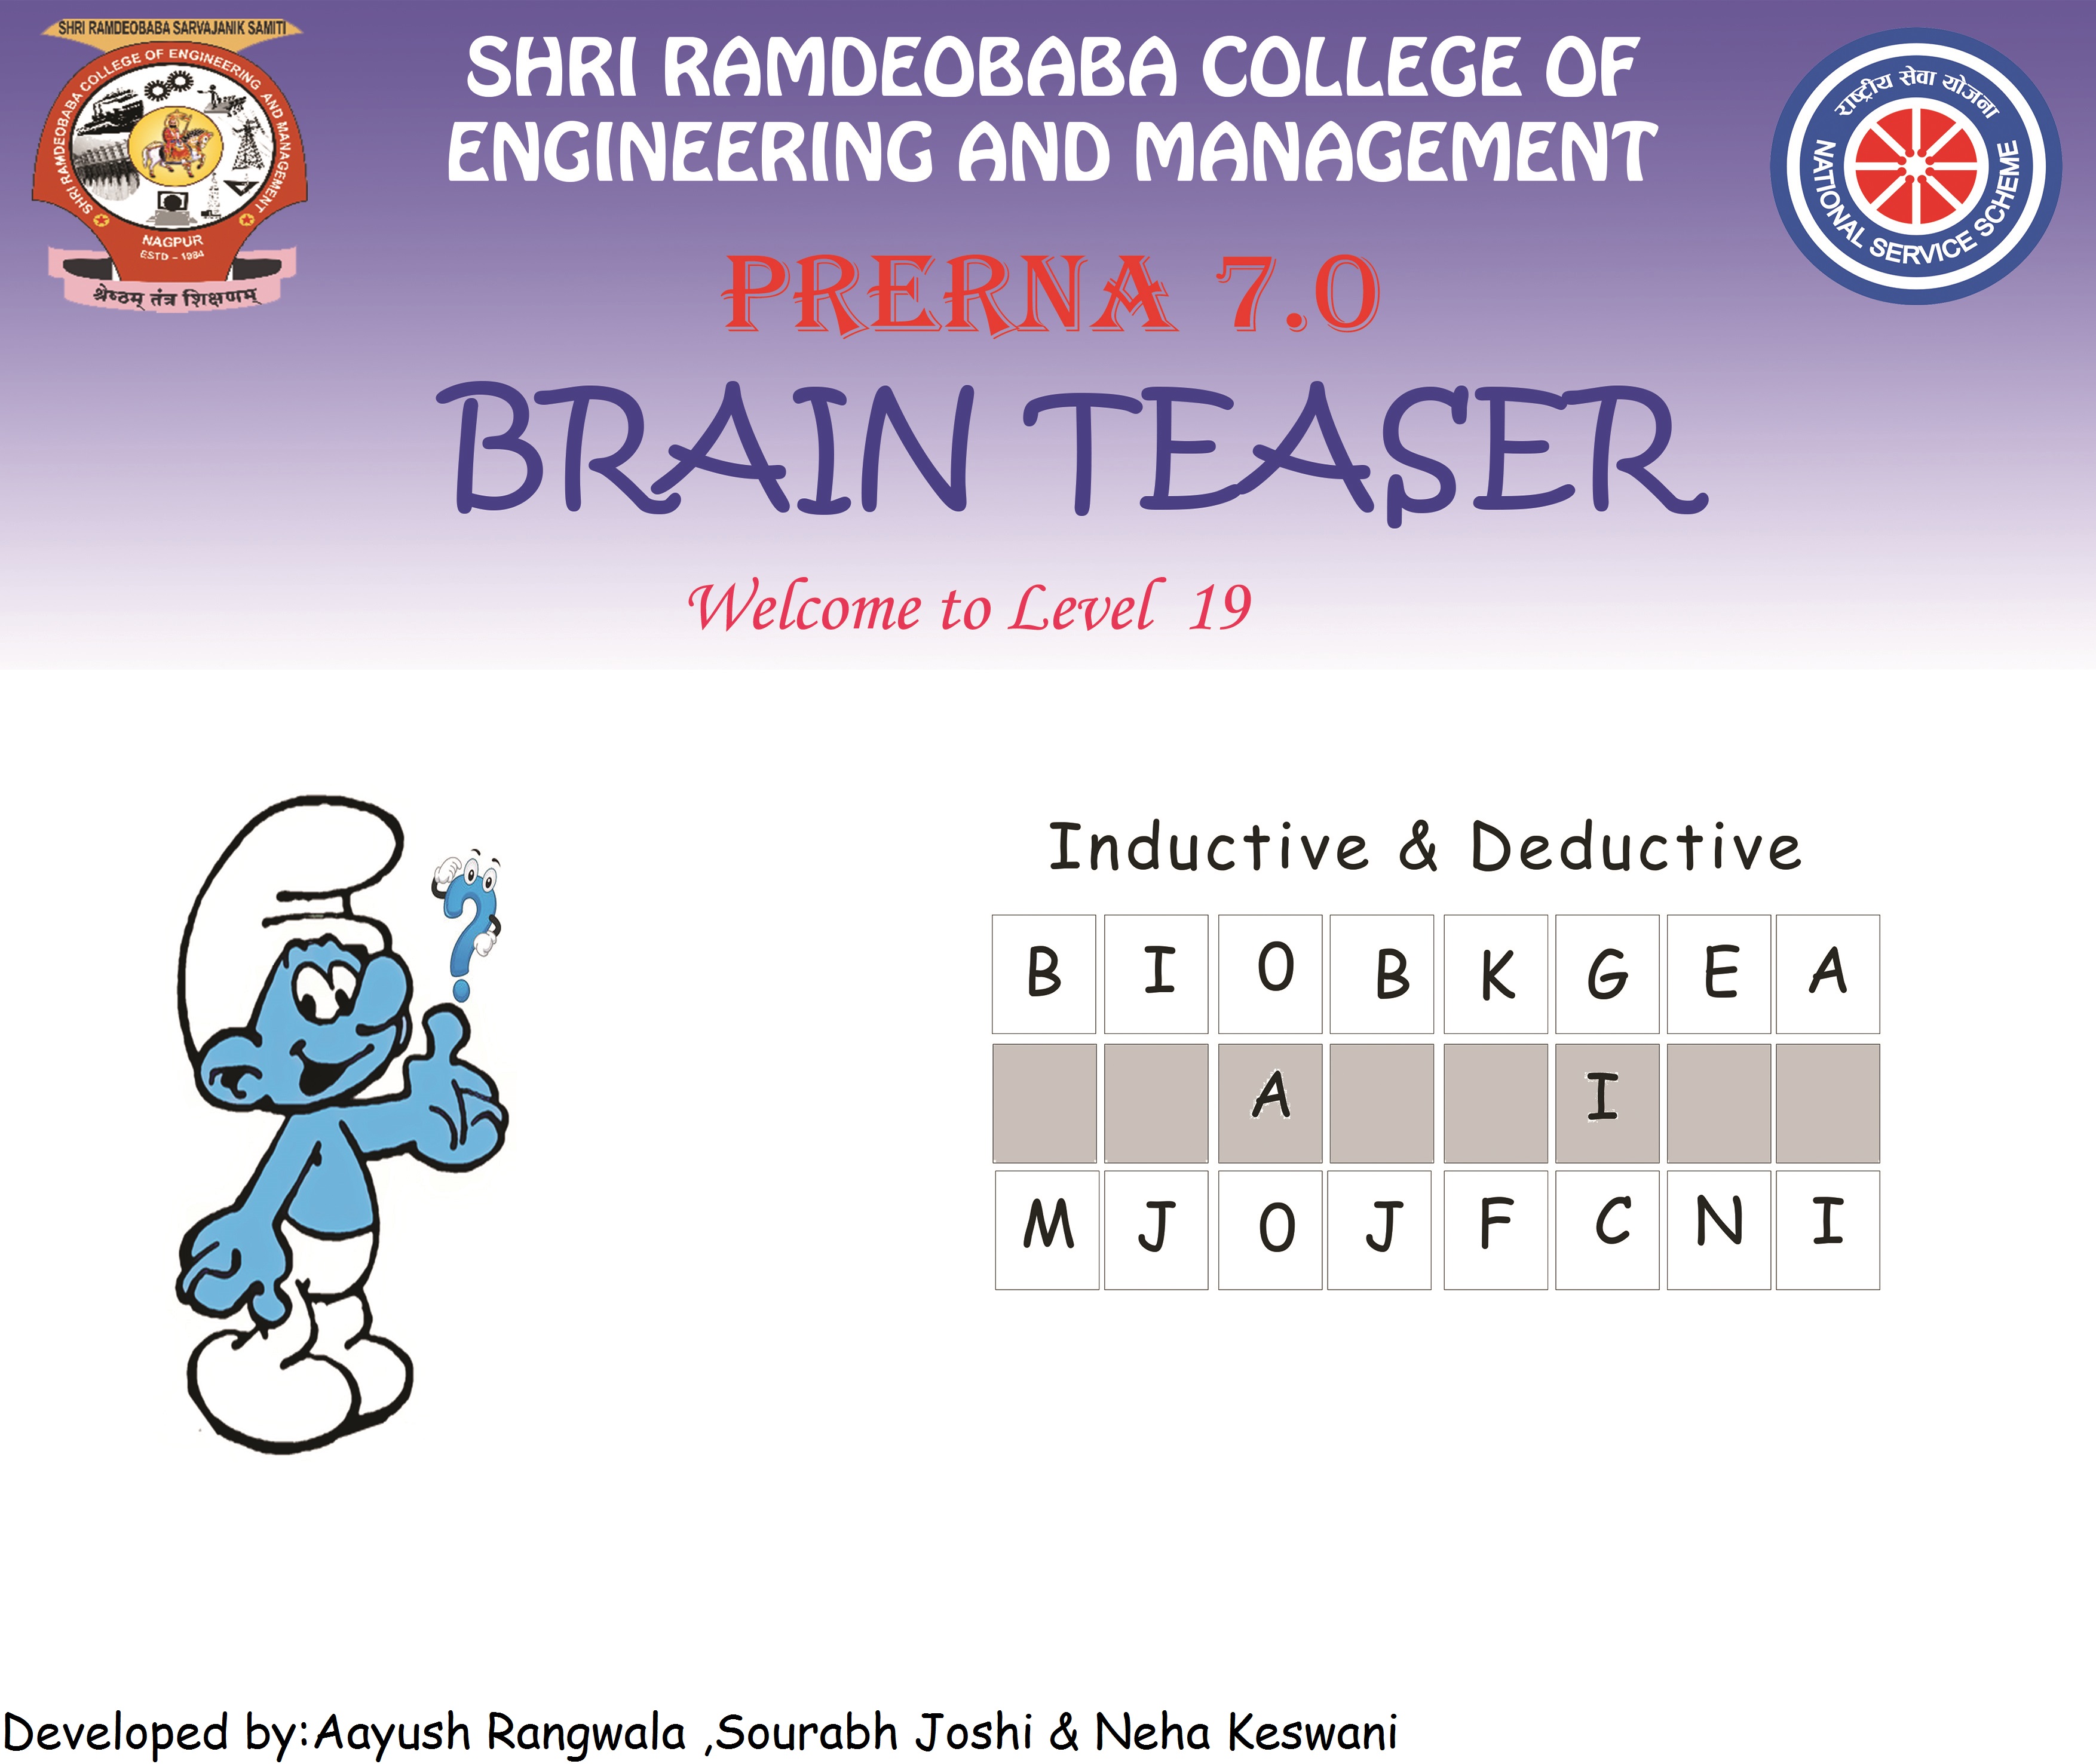 SHRI RAMDEOBABA SARVAJANIK SAMITI
SHRI RAMDEOBABA COLLEGE OF ENGINEERING AND MANAGEMENT
NAGPUR
ESTD - 1984
श्रेष्ठम् तंत्र शिक्षणम्
SHRI RAMDEOBABA COLLEGE OF
ENGINEERING AND MANAGEMENT
राष्ट्रीय सेवा योजना
NATIONAL SERVICE SCHEME
PRERNA 7.0
BRAIN TEASER
Welcome to Level 19
?
Inductive & Deductive
B I O B K G E A
A I
M J O J F C N I
Developed by:Aayush Rangwala ,Sourabh Joshi & Neha Keswani